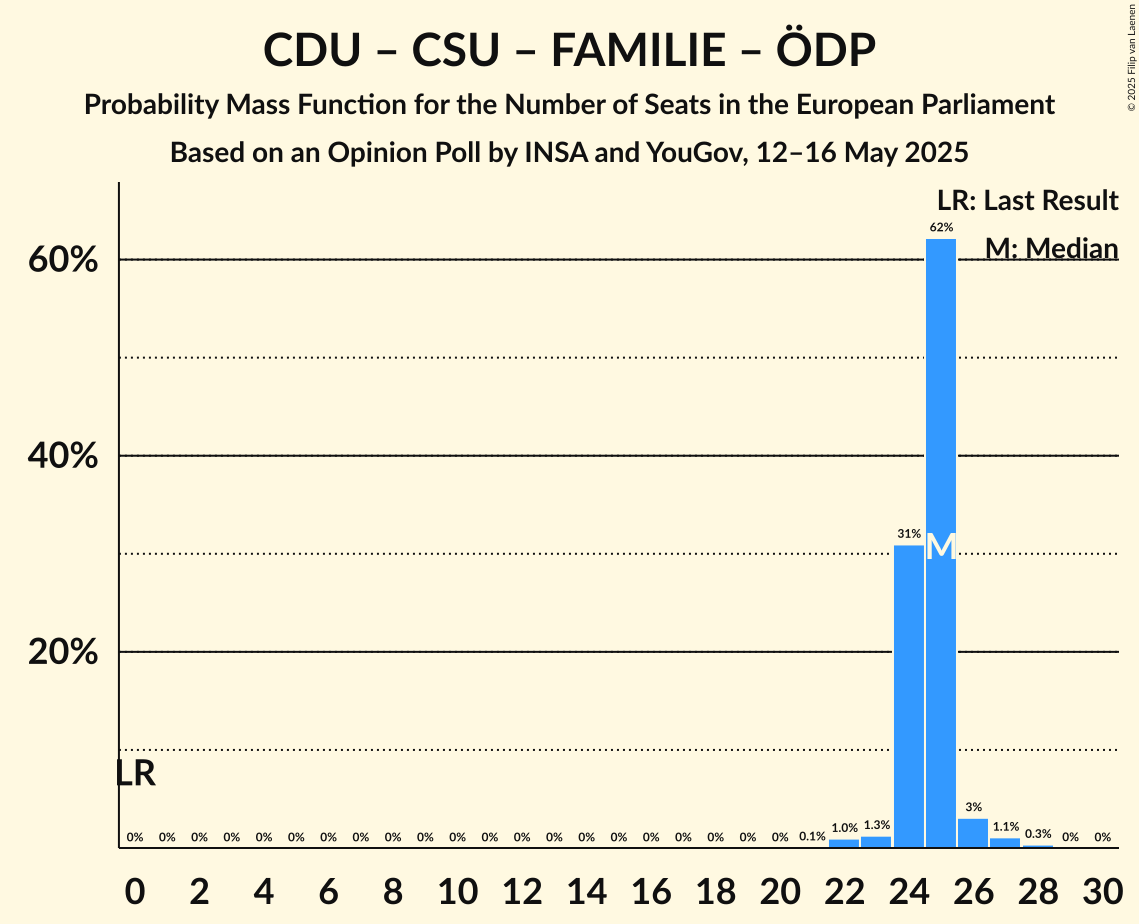 CDU – CSU – FAMILIE – ÖDP
Probability Mass Function for the Number of Seats in the European Parliament
Based on an Opinion Poll by INSA and YouGov, 12–16 May 2025
© 2025 Filip van Laenen
LR: Last Result
M: Median
62%
60%
40%
31%
M
20%
LR
0% 0% 0% 0% 0% 0% 0% 0% 0% 0% 0% 0% 0% 0% 0% 0% 0% 0% 0% 0% 0% 0.1% 1.0% 1.3% 3% 1.1% 0.3% 0% 0%
0 2 4 6 8 10 12 14 16 18 20 22 24 26 28 30